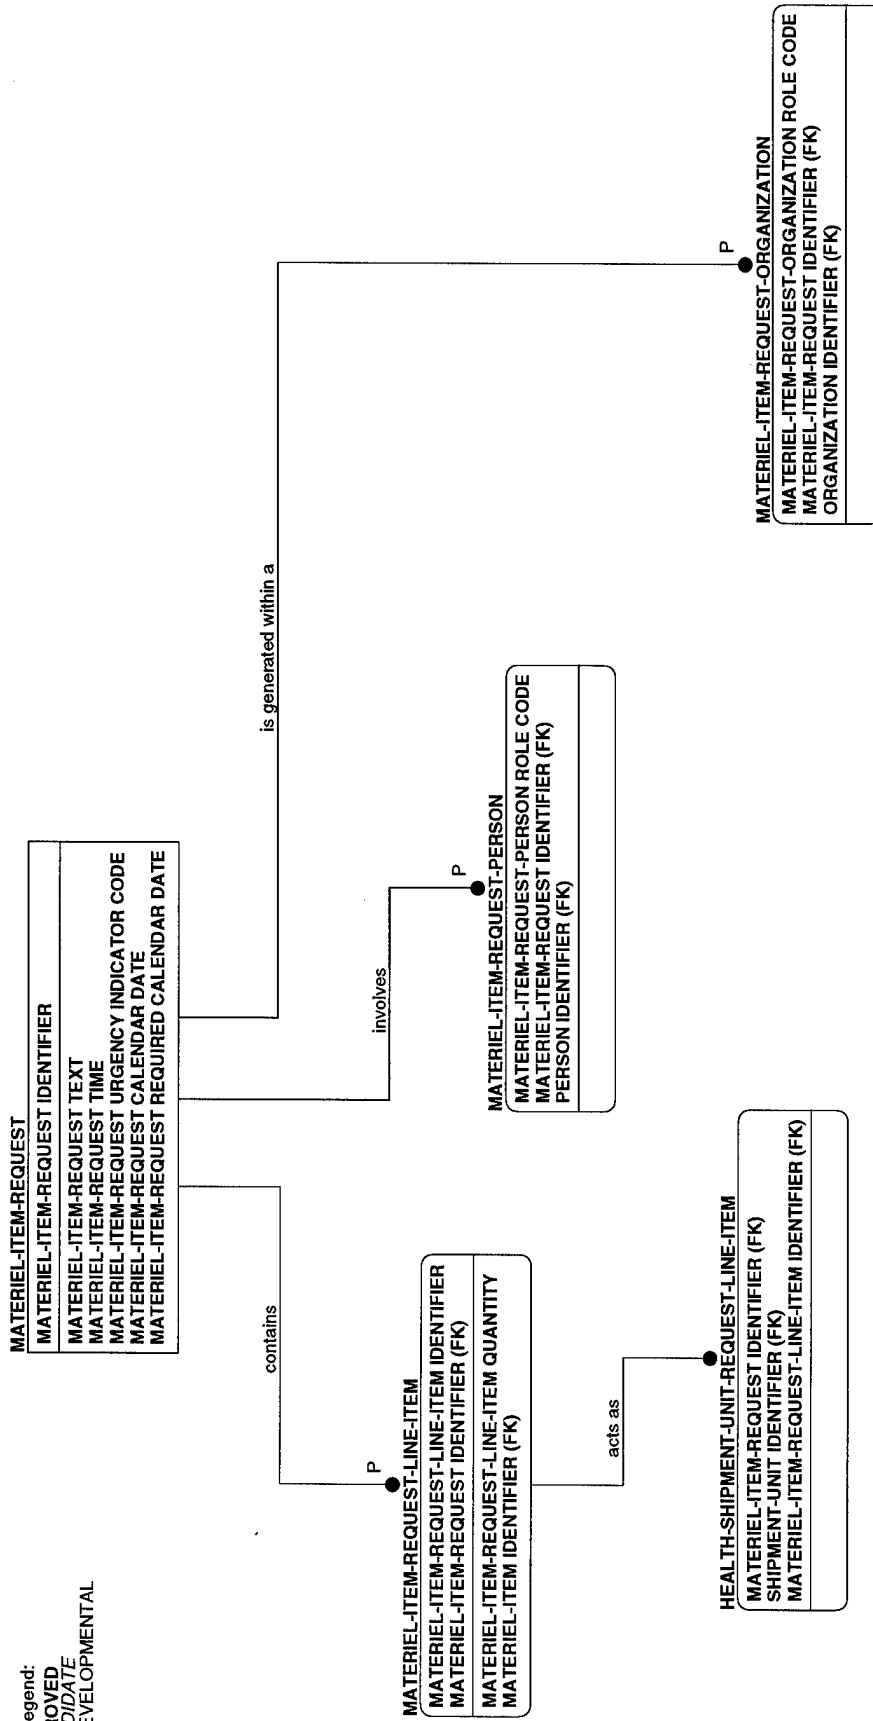 egend:
ROVED
DIDATE
EVELOPMENTAL
MATERIEL-ITEM-REQUEST
MATERIEL-ITEM-REQUEST IDENTIFIER
MATERIEL-ITEM-REQUEST TEXT
MATERIEL-ITEM-REQUEST TIME
MATERIEL-ITEM-REQUEST URGENCY INDICATOR CODE
MATERIEL-ITEM-REQUEST CALENDAR DATE
MATERIEL-ITEM-REQUEST REQUIRED CALENDAR DATE
contains
involves
is generated within a
P
MATERIEL-ITEM-REQUEST-LINE-ITEM
MATERIEL-ITEM-REQUEST-LINE-ITEM IDENTIFIER
MATERIEL-ITEM-REQUEST IDENTIFIER (FK)
MATERIEL-ITEM-REQUEST-LINE-ITEM QUANTITY
MATERIEL-ITEM IDENTIFIER (FK)
P
MATERIEL-ITEM-REQUEST-PERSON
MATERIEL-ITEM-REQUEST-PERSON ROLE CODE
MATERIEL-ITEM-REQUEST IDENTIFIER (FK)
PERSON IDENTIFIER (FK)
acts as
HEALTH-SHIPMENT-UNIT-REQUEST-LINE-ITEM
MATERIEL-ITEM-REQUEST IDENTIFIER (FK)
SHIPMENT-UNIT IDENTIFIER (FK)
MATERIEL-ITEM-REQUEST-LINE-ITEM IDENTIFIER (FK)
P
MATERIEL-ITEM-REQUEST-ORGANIZATION
MATERIEL-ITEM-REQUEST-ORGANIZATION ROLE CODE
MATERIEL-ITEM-REQUEST IDENTIFIER (FK)
ORGANIZATION IDENTIFIER (FK)